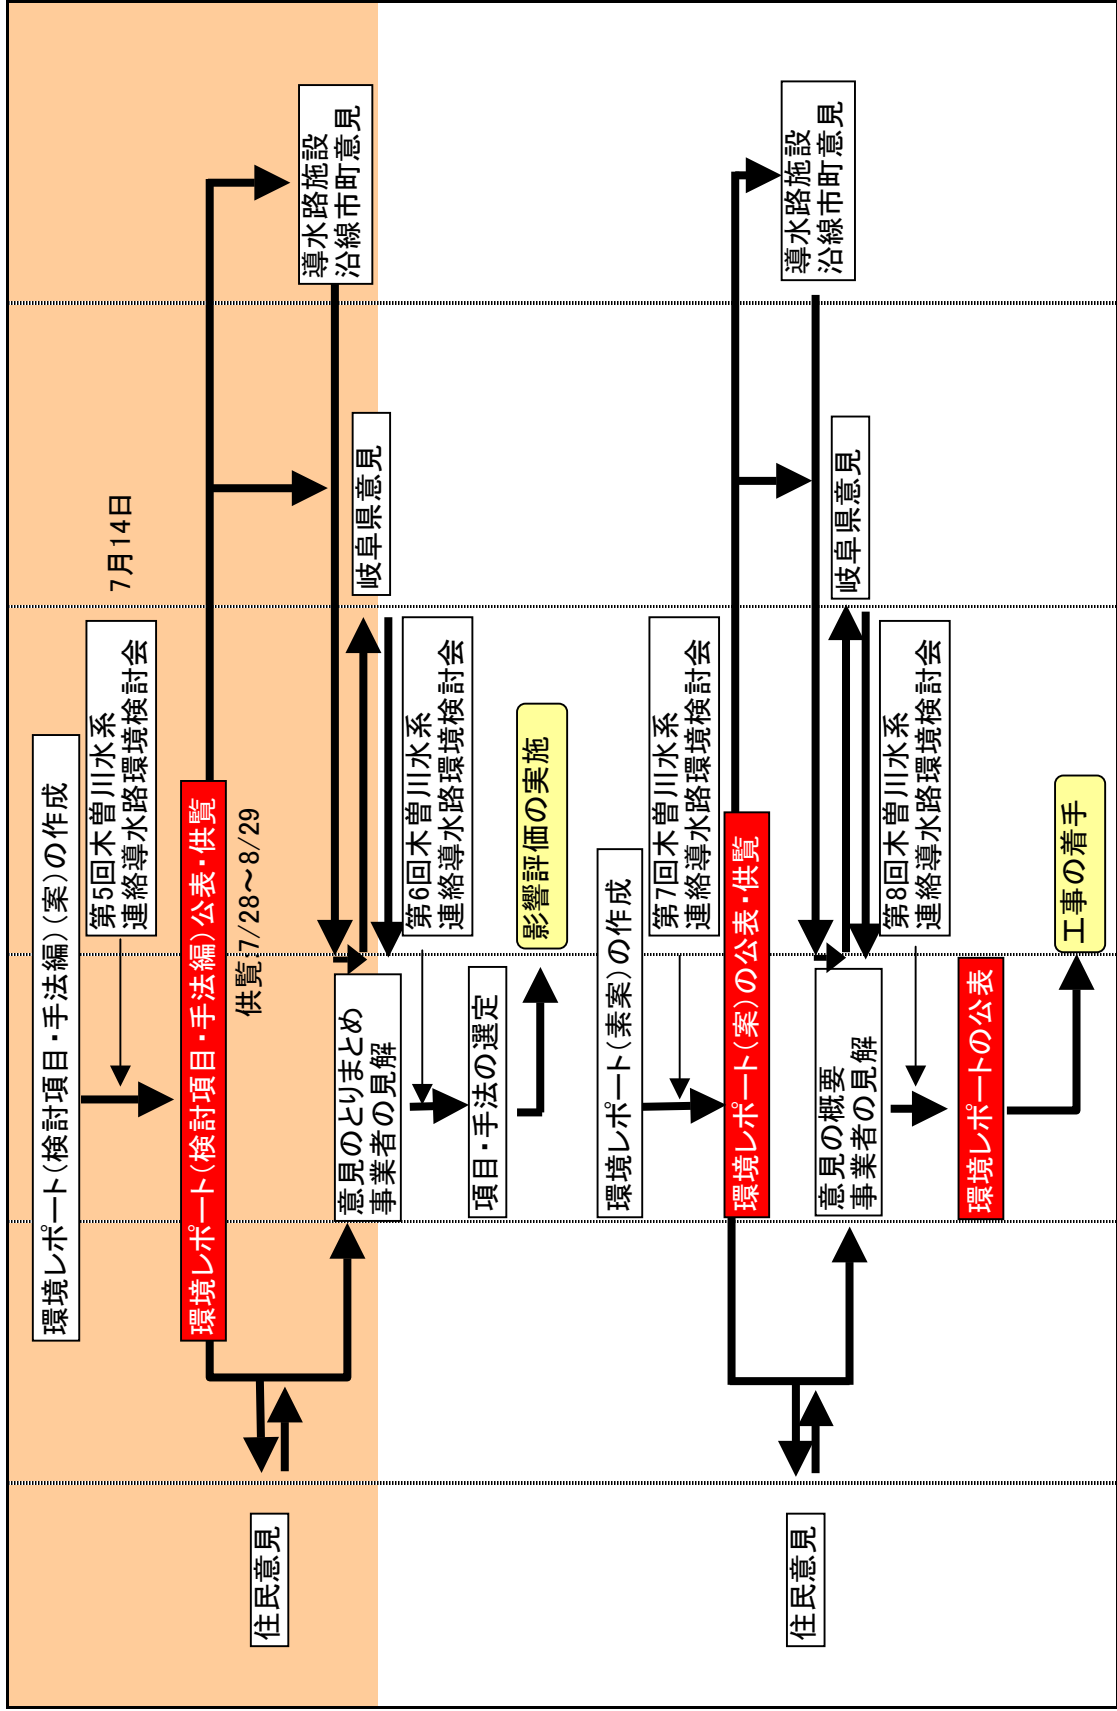 環境レポート(検討項目・手法編)(案)の作成
第5回木曽川水系
連絡導水路環境検討会
7月14日
環境レポート(検討項目・手法編)公表・供覧
供覧:7/28～8/29
住民意見
導水路施設
沿線市町意見
岐阜県意見
意見のとりまとめ
事業者の見解
第6回木曽川水系
連絡導水路環境検討会
項目・手法の選定
影響評価の実施
環境レポート(素案)の作成
第7回木曽川水系
連絡導水路環境検討会
環境レポート(案)の公表・供覧
住民意見
導水路施設
沿線市町意見
岐阜県意見
意見の概要
事業者の見解
第8回木曽川水系
連絡導水路環境検討会
環境レポートの公表
工事の着手